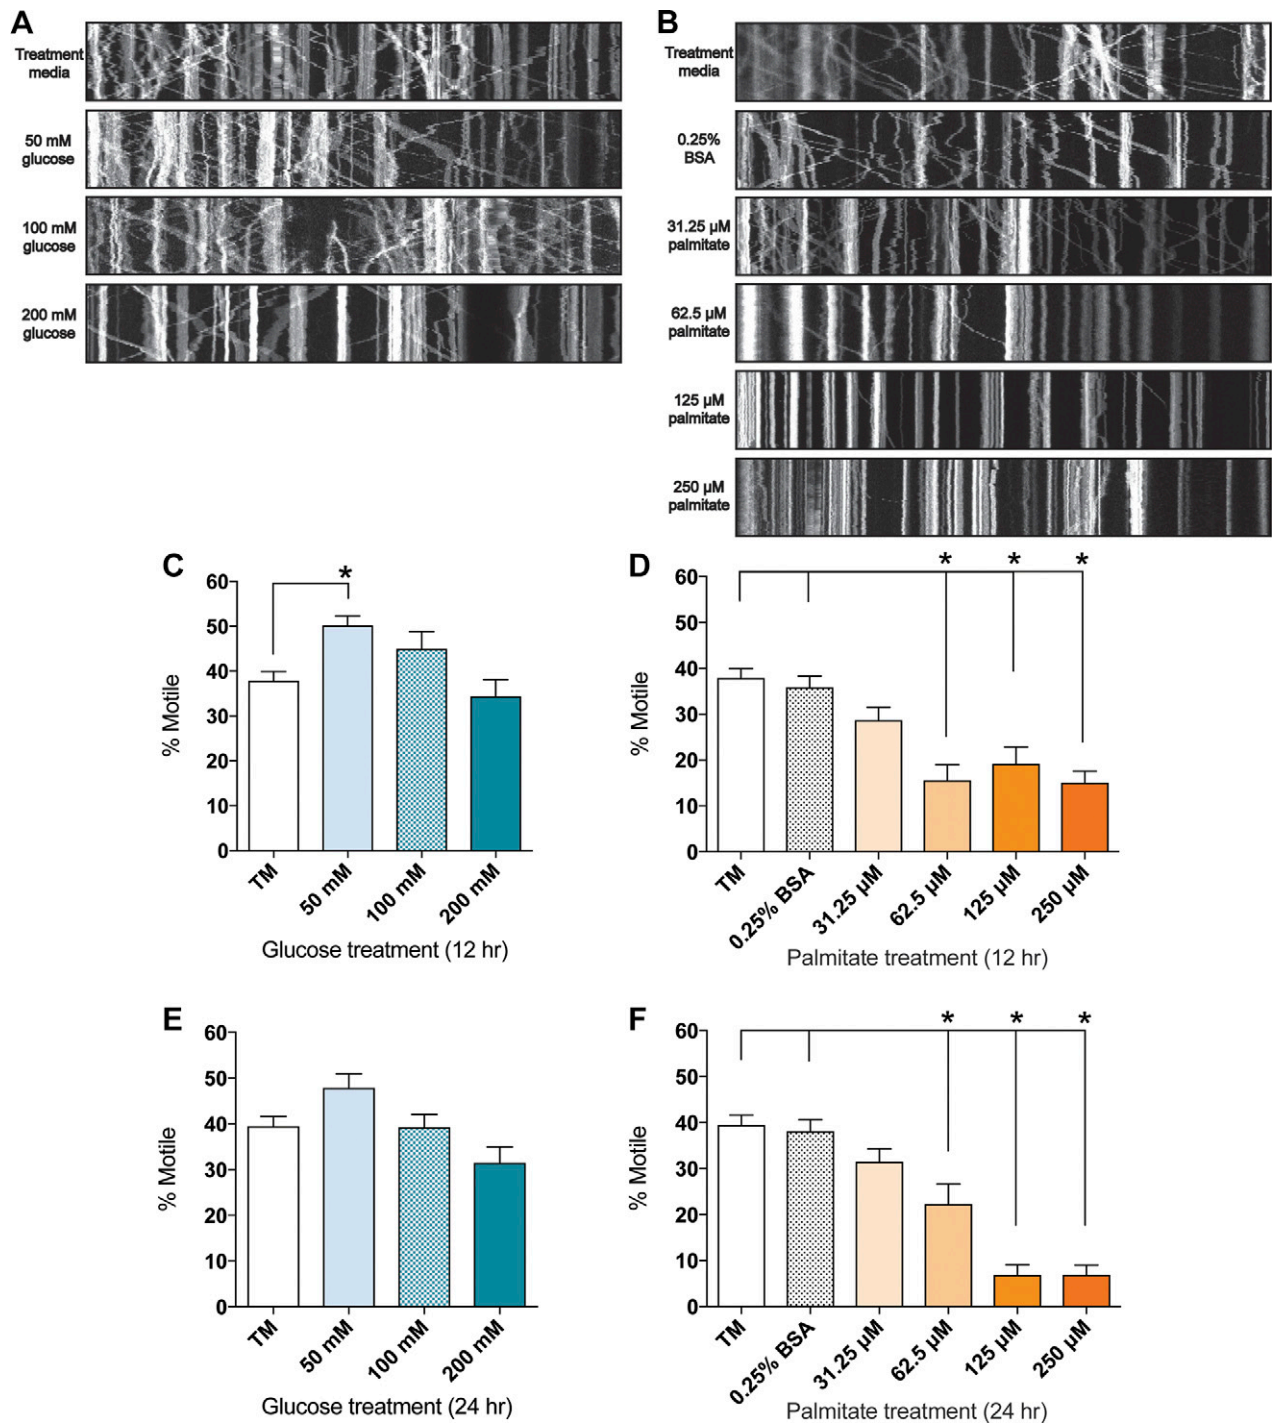 A
Treatment
media
50 mM
glucose
100 mM
glucose
200 mM
glucose
B
Treatment
media
0.25%
BSA
31.25 µM
palmitate
62.5 µM
palmitate
125 µM
palmitate
250 µM
palmitate
C
*
60
50
40
30
20
10
0
% Motile
TM
50 mM
100 mM
200 mM
Glucose treatment (12 hr)
D
* * *
60
50
40
30
20
10
0
% Motile
TM
0.25% BSA
31.25 µM
62.5 µM
125 µM
250 µM
Palmitate treatment (12 hr)
E
60
50
40
30
20
10
0
% Motile
TM
50 mM
100 mM
200 mM
Glucose treatment (24 hr)
F
* * *
60
50
40
30
20
10
0
% Motile
TM
0.25% BSA
31.25 µM
62.5 µM
125 µM
250 µM
Palmitate treatment (24 hr)